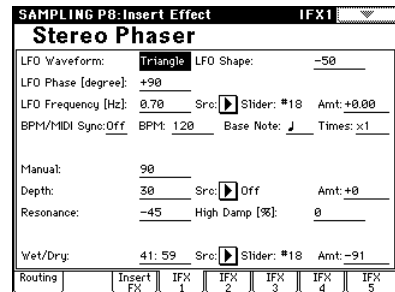 SAMPLING P8:Insert Effect IFX1
Stereo Phaser
LFO Waveform: Triangle LFO Shape: -50
LFO Phase [degree]: +90
LFO Frequency [Hz]: 0.70 Src: Slider: #18 Amt: +0.00
BPM/MIDI Sync: Off BPM: 120 Base Note: ♩ Times: x1
Manual: 90
Depth: 30 Src: Off Amt: +0
Resonance: -45 High Damp [%]: 0
Wet/Dry: 41: 59 Src: Slider: #18 Amt: -91
Routing Insert FX IFX 1 IFX 2 IFX 3 IFX 4 IFX 5